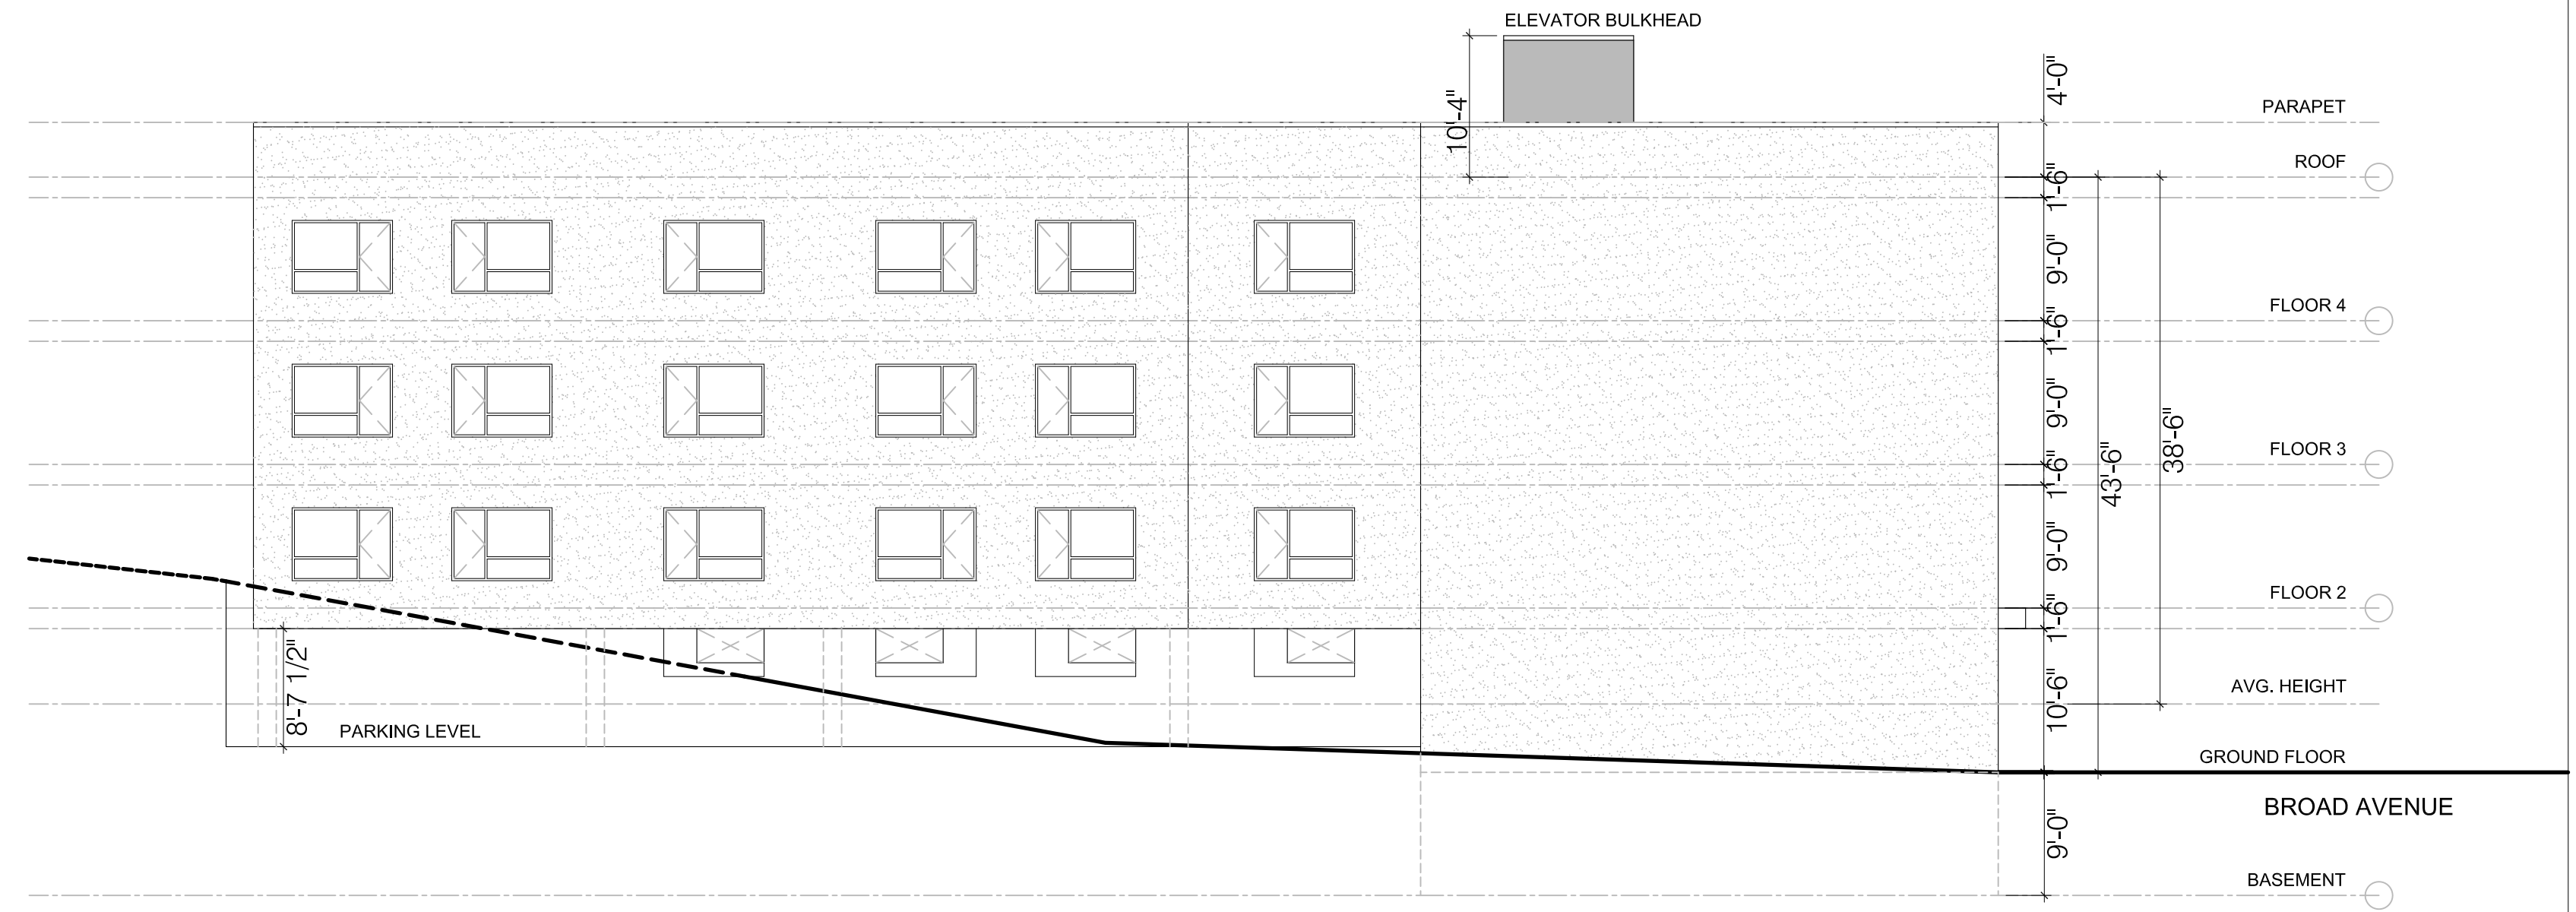 ELEVATOR BULKHEAD
10'-4"
4'-0"
PARAPET
ROOF
1'-6"
9'-0"
FLOOR 4
1'-6"
9'-0"
FLOOR 3
1'-6"
43'-6"
38'-6"
9'-0"
FLOOR 2
1'-6"
8'-7 1/2"
PARKING LEVEL
AVG. HEIGHT
10'-6"
GROUND FLOOR
BROAD AVENUE
9'-0"
BASEMENT